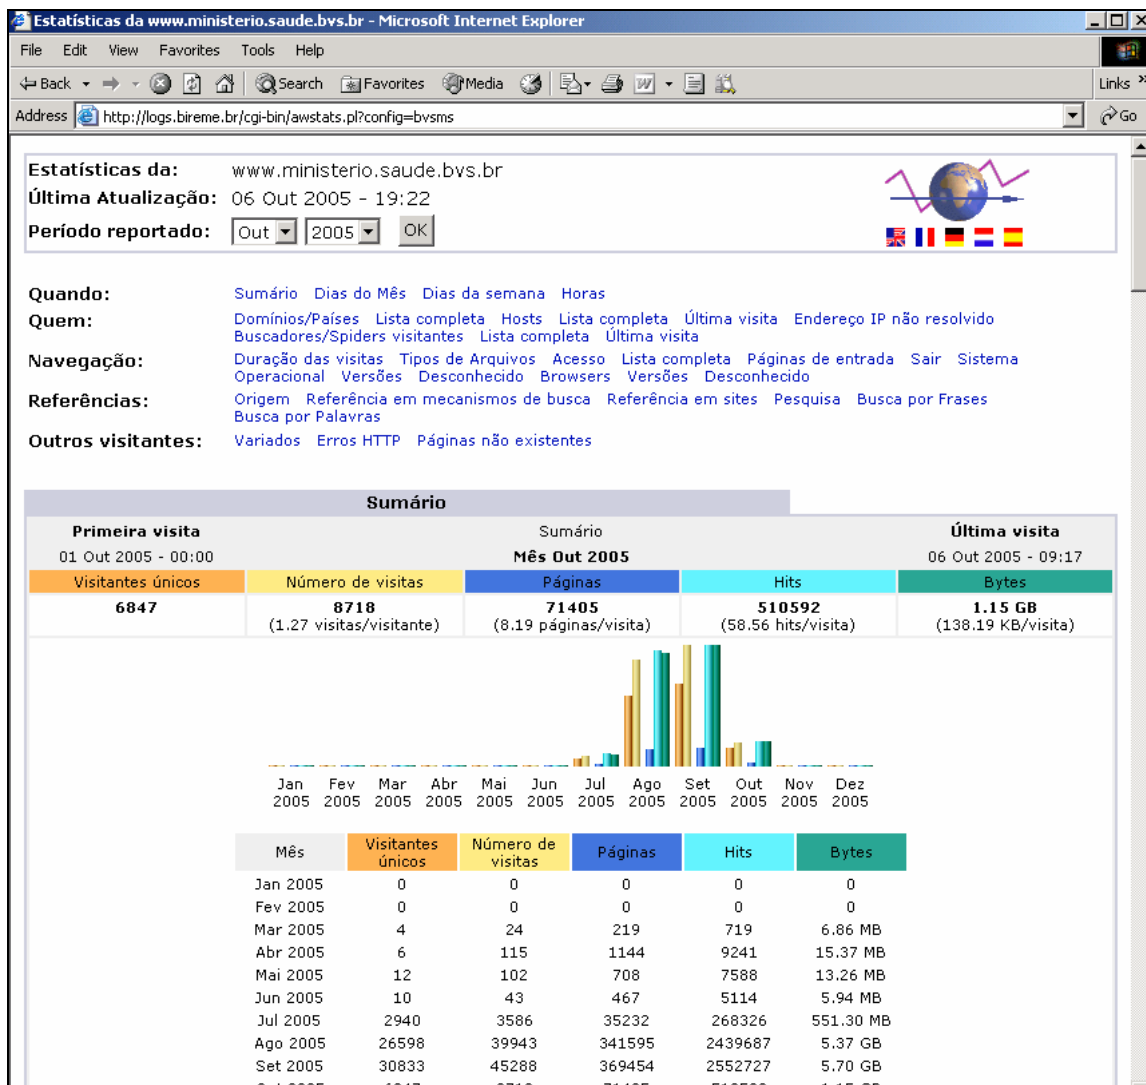 Estatísticas da www.ministerio.saude.bvs.br - Microsoft Internet Explorer
File Edit View Favorites Tools Help
Back Search Favorites Media Links »
Address http://logs.bireme.br/cgi-bin/awstats.pl?config=bvsms Go
Estatísticas da: www.ministerio.saude.bvs.br
Última Atualização: 06 Out 2005 - 19:22
Período reportado: Out 2005 OK
Quando: Sumário Dias do Mês Dias da semana Horas
Quem: Domínios/Países Lista completa Hosts Lista completa Última visita Endereço IP não resolvido
Buscadores/Spiders visitantes Lista completa Última visita
Navegação: Duração das visitas Tipos de Arquivos Acesso Lista completa Páginas de entrada Sair Sistema
Operacional Versões Desconhecido Browsers Versões Desconhecido
Referências: Origem Referência em mecanismos de busca Referência em sites Pesquisa Busca por Frases
Busca por Palavras
Outros visitantes: Variados Erros HTTP Páginas não existentes
Sumário
Primeira visita Sumário Última visita
01 Out 2005 - 00:00 Mês Out 2005 06 Out 2005 - 09:17
Visitantes únicos Número de visitas Páginas Hits Bytes
6847 8718 71405 510592 1.15 GB
(1.27 visitas/visitante) (8.19 páginas/visita) (58.56 hits/visita) (138.19 KB/visita)
Jan Fev Mar Abr Mai Jun Jul Ago Set Out Nov Dez
2005 2005 2005 2005 2005 2005 2005 2005 2005 2005 2005 2005
Mês Visitantes únicos Número de visitas Páginas Hits Bytes
Jan 2005 0 0 0 0 0
Fev 2005 0 0 0 0 0
Mar 2005 4 24 219 719 6.86 MB
Abr 2005 6 115 1144 9241 15.37 MB
Mai 2005 12 102 708 7588 13.26 MB
Jun 2005 10 43 467 5114 5.94 MB
Jul 2005 2940 3586 35232 268326 551.30 MB
Ago 2005 26598 39943 341595 2439687 5.37 GB
Set 2005 30833 45288 369454 2552727 5.70 GB